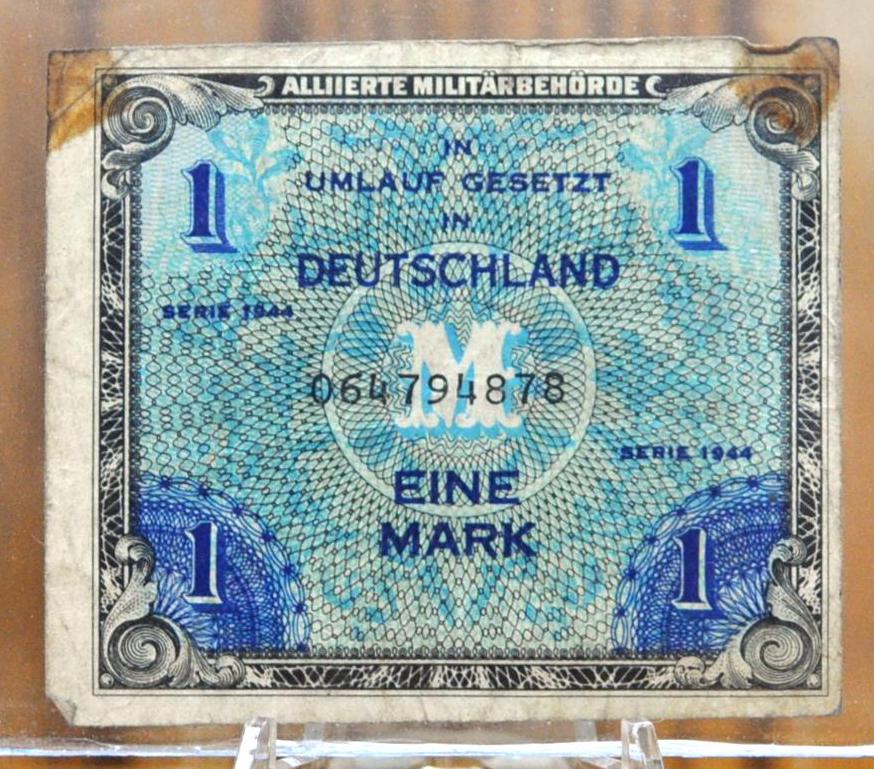 ALLIIERTE MILITÄRBEHÖRDE
IN
1 UMLAUF GESETZT 1
IN
DEUTSCHLAND
SERIE 1944
M
064794878
SERIE 1944
EINE
MARK
1 1